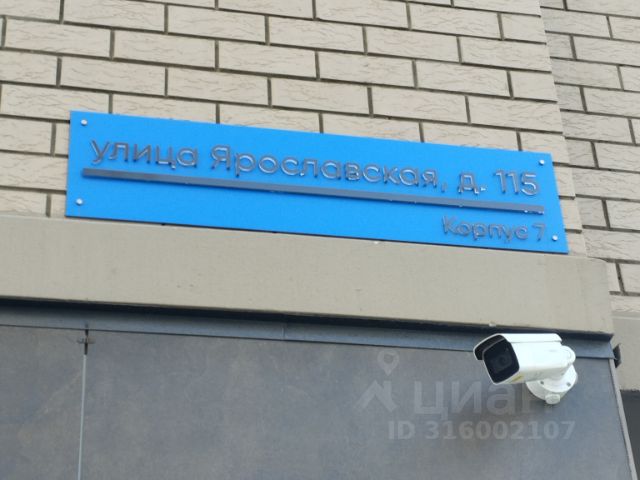 улица Ярославская, д. 115
Корпус 7
циан
ID 316002107